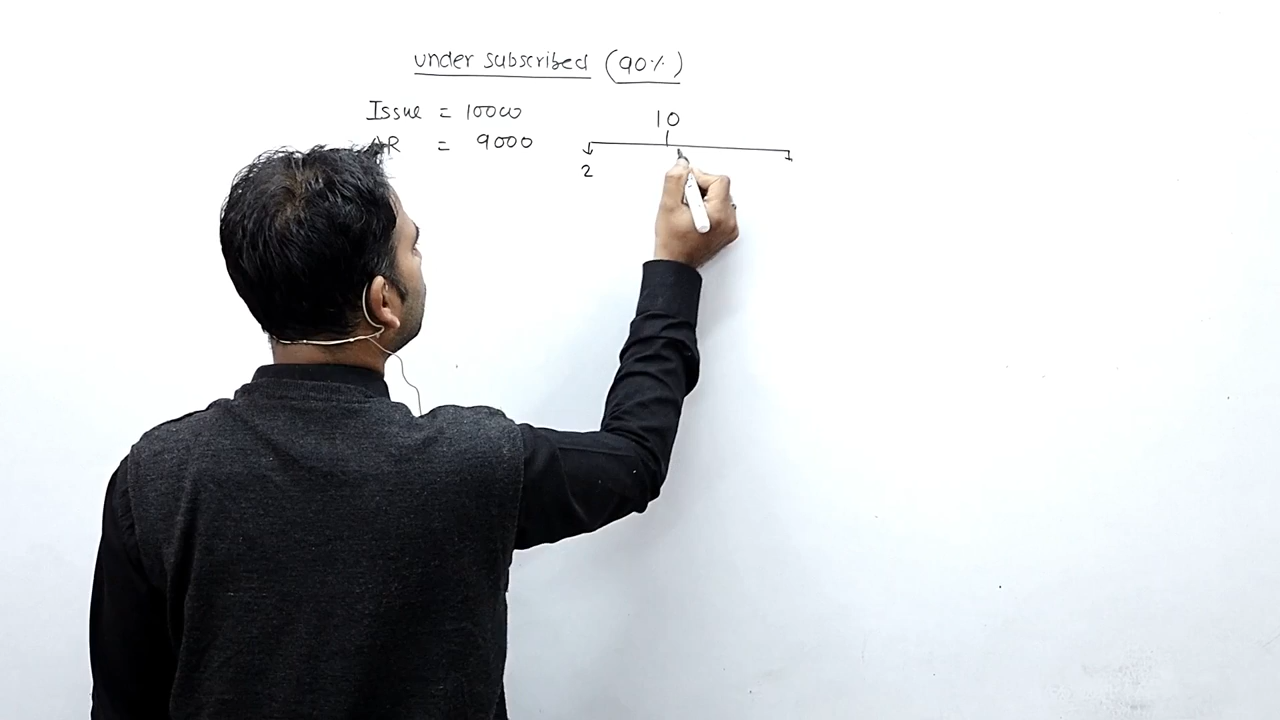 under subscribed (90%)
Issue = 10000
AR = 9000
10
2